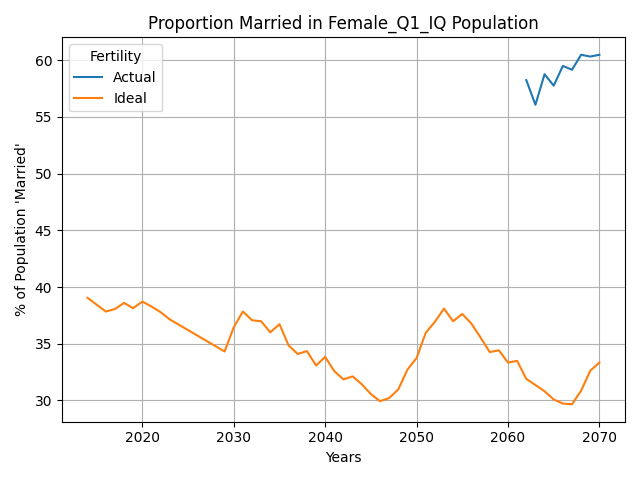 Proportion Married in Female_Q1_IQ Population
Fertility
Actual
Ideal
% of Population 'Married'
60
55
50
45
40
35
30
2020
2030
2040
2050
2060
2070
Years